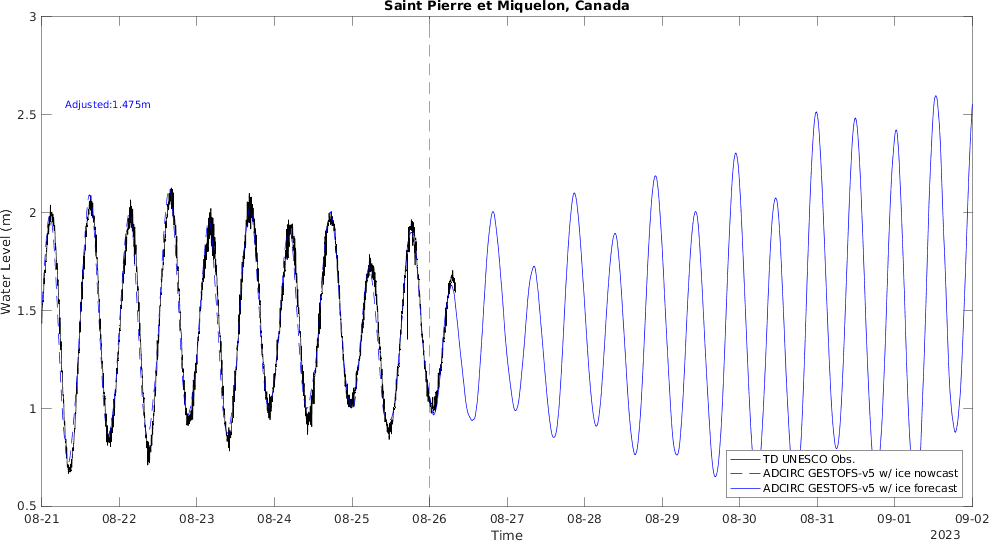 Saint Pierre et Miquelon, Canada
3
Adjusted:1.475m
2.5
2
Water Level (m)
1.5
1
TD UNESCO Obs.
ADCIRC GESTOFS-v5 w/ ice nowcast
ADCIRC GESTOFS-v5 w/ ice forecast
0.5
08-21 08-22 08-23 08-24 08-25 08-26 08-27 08-28 08-29 08-30 08-31 09-01 09-02
Time 2023